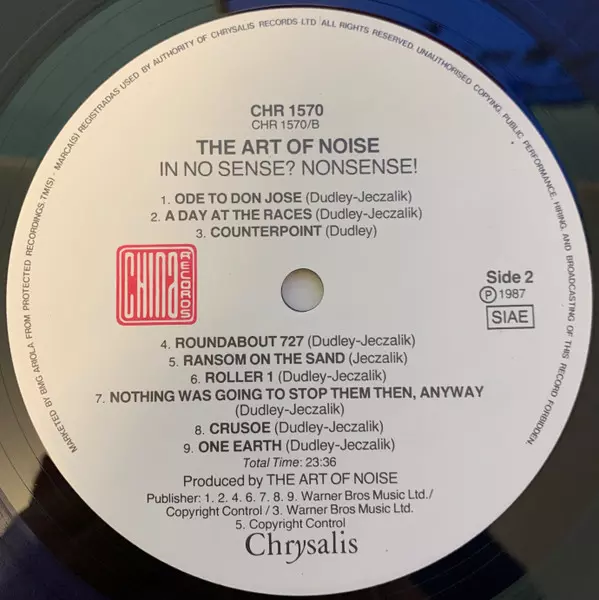 MARKETED BY BMG ARIOLA FROM PROTECTED RECORDINGS. TM(S) · MARCA(S) REGISTRADAS USED BY AUTHORITY OF CHRYSALIS RECORDS LTD / ALL RIGHTS RESERVED. UNAUTHORISED COPYING, PUBLIC PERFORMANCE, HIRING, AND BROADCASTING OF THIS RECORD FORBIDDEN.
CHR 1570
CHR 1570/B
THE ART OF NOISE
IN NO SENSE? NONSENSE!
1. ODE TO DON JOSE (Dudley-Jeczalik)
2. A DAY AT THE RACES (Dudley-Jeczalik)
3. COUNTERPOINT (Dudley)
CHINA RECORDS
Side 2
℗ 1987
SIAE
4. ROUNDABOUT 727 (Dudley-Jeczalik)
5. RANSOM ON THE SAND (Jeczalik)
6. ROLLER 1 (Dudley-Jeczalik)
7. NOTHING WAS GOING TO STOP THEM THEN, ANYWAY
(Dudley-Jeczalik)
8. CRUSOE (Dudley-Jeczalik)
9. ONE EARTH (Dudley-Jeczalik)
Total Time: 23:36
Produced by THE ART OF NOISE
Publisher: 1. 2. 4. 6. 7. 8. 9. Warner Bros Music Ltd./
Copyright Control / 3. Warner Bros Music Ltd.
5. Copyright Control
Chrysalis